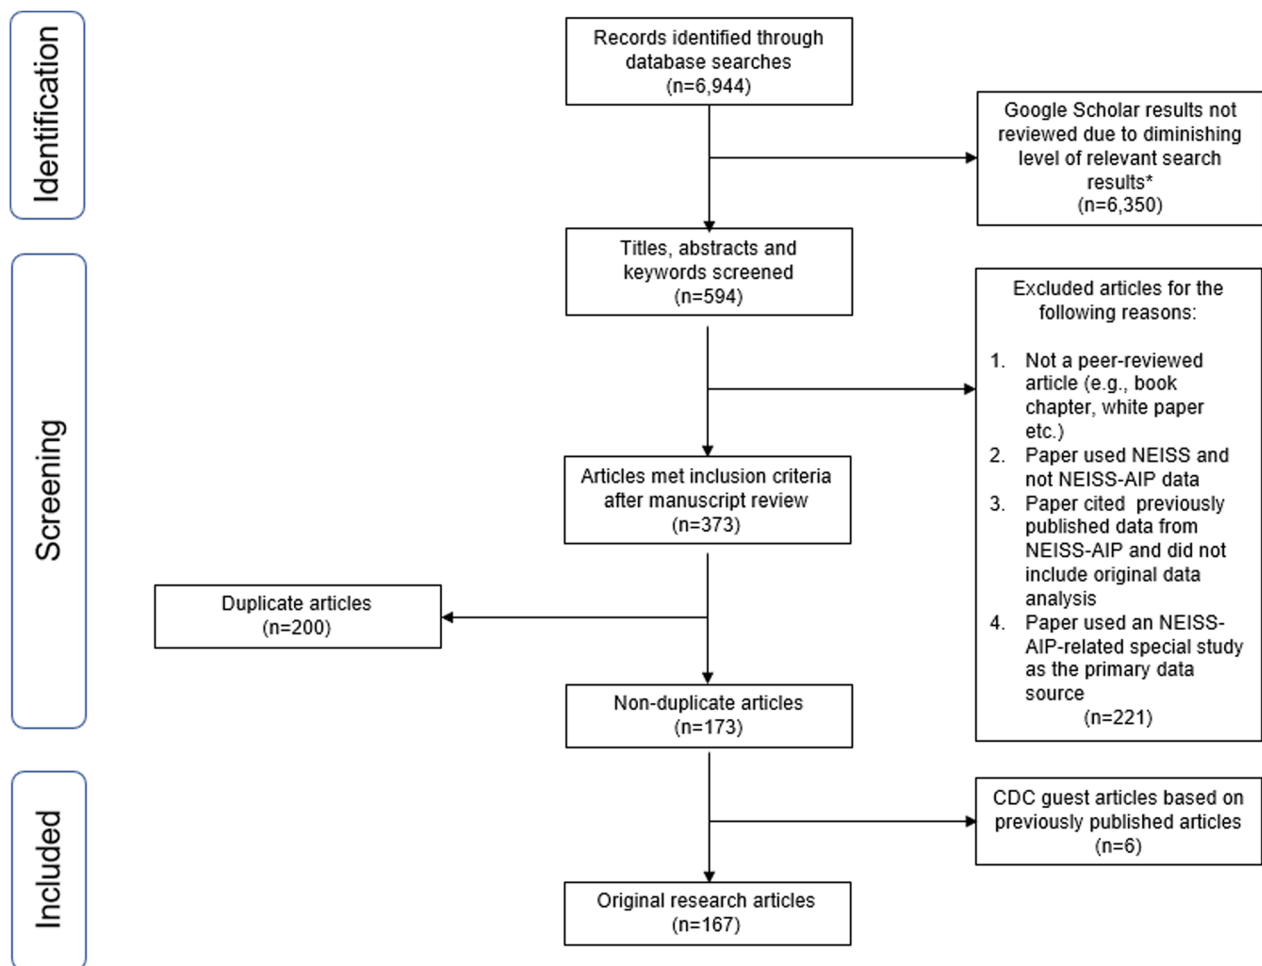 Identification
Records identified through
database searches
(n=6,944)
Google Scholar results not
reviewed due to diminishing
level of relevant search
results*
(n=6,350)
Screening
Titles, abstracts and
keywords screened
(n=594)
Excluded articles for the
following reasons:
1. Not a peer-reviewed
article (e.g., book
chapter, white paper
etc.)
2. Paper used NEISS and
not NEISS-AIP data
3. Paper cited previously
published data from
NEISS-AIP and did not
include original data
analysis
4. Paper used an NEISS-
AIP-related special study
as the primary data
source
(n=221)
Articles met inclusion criteria
after manuscript review
(n=373)
Duplicate articles
(n=200)
Non-duplicate articles
(n=173)
Included
CDC guest articles based on
previously published articles
(n=6)
Original research articles
(n=167)